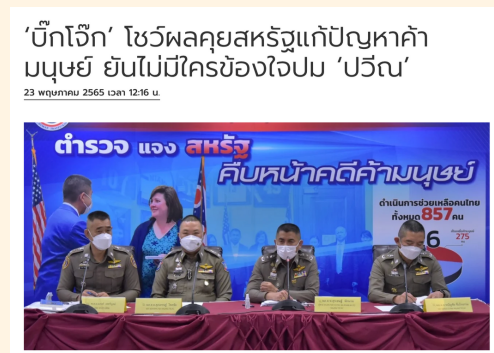 ‘บิ๊กโจ๊ก’ โชว์ผลคุยสหรัฐแก้ปัญหาค้า
มนุษย์ ยันไม่มีใครข้องใจปม ‘ปวีณ’
23 พฤษภาคม 2565 เวลา 12:16 น.
ตำรวจ แจง สหรัฐ
คืบหน้าคดีค้ามนุษย์
ดำเนินการช่วยเหลือคนไทย
ทั้งหมด 857 คน
6
275